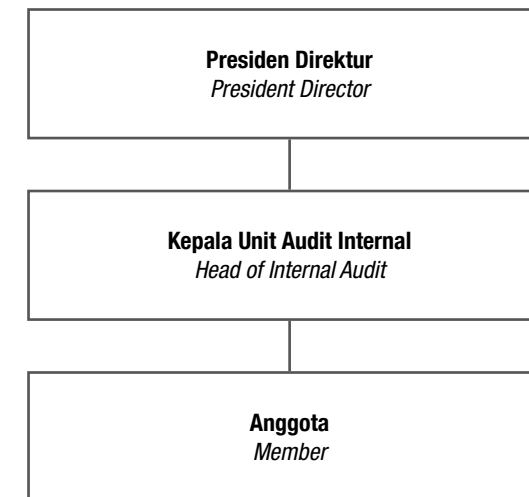 Presiden Direktur
President Director
Kepala Unit Audit Internal
Head of Internal Audit
Anggota
Member